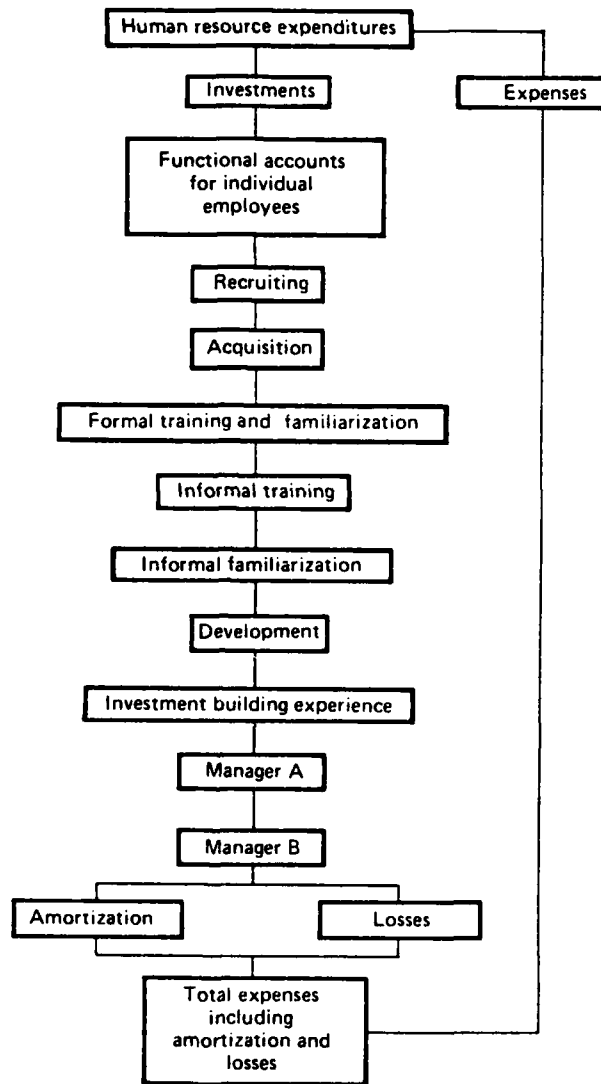 Human resource expenditures
Investments
Expenses
Functional accounts
for individual
employees
Recruiting
Acquisition
Formal training and familiarization
Informal training
Informal familiarization
Development
Investment building experience
Manager A
Manager B
Amortization
Losses
Total expenses
including
amortization and
losses